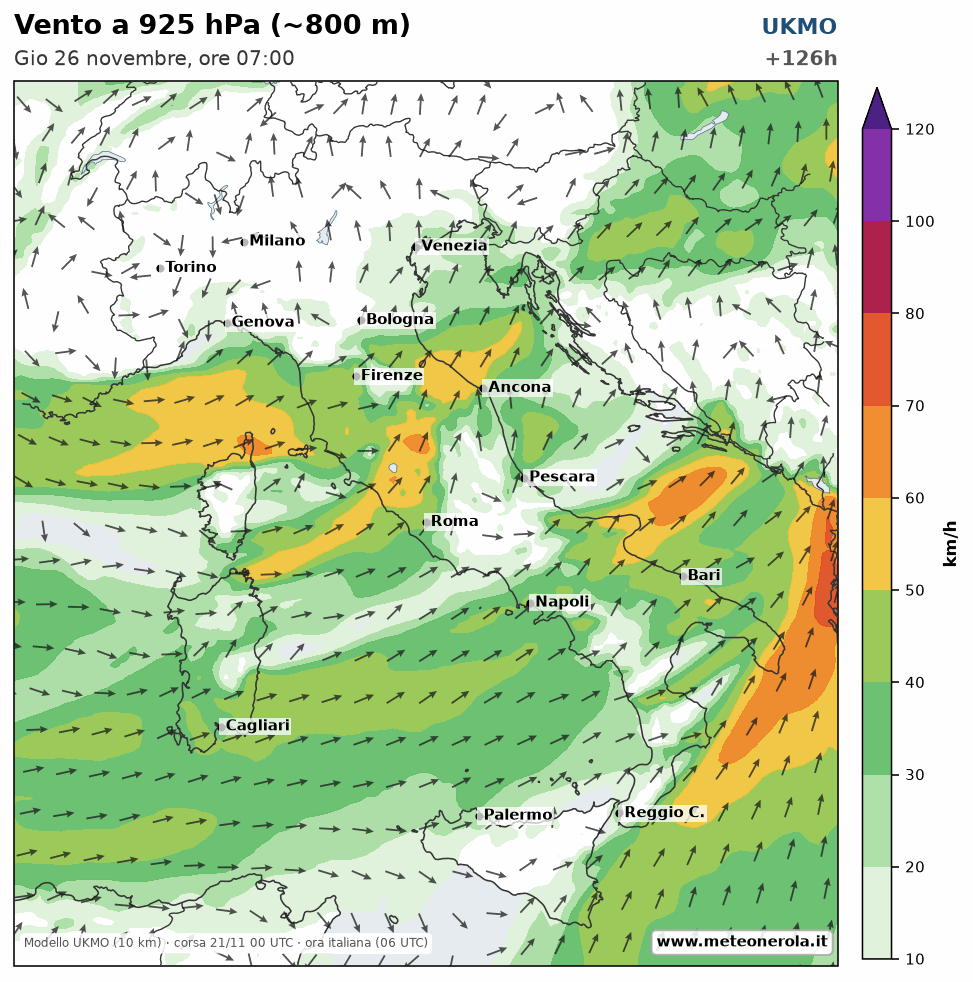 Vento a 925 hPa (~800 m)
UKMO
Gio 26 novembre, ore 07:00
+126h
120
100
80
70
60
50
40
30
20
10
km/h
Milano
Venezia
Torino
Genova
Bologna
Firenze
Ancona
Pescara
Roma
Bari
Napoli
Cagliari
Palermo
Reggio C.
Modello UKMO (10 km) · corsa 21/11 00 UTC · ora italiana (06 UTC)
www.meteonerola.it